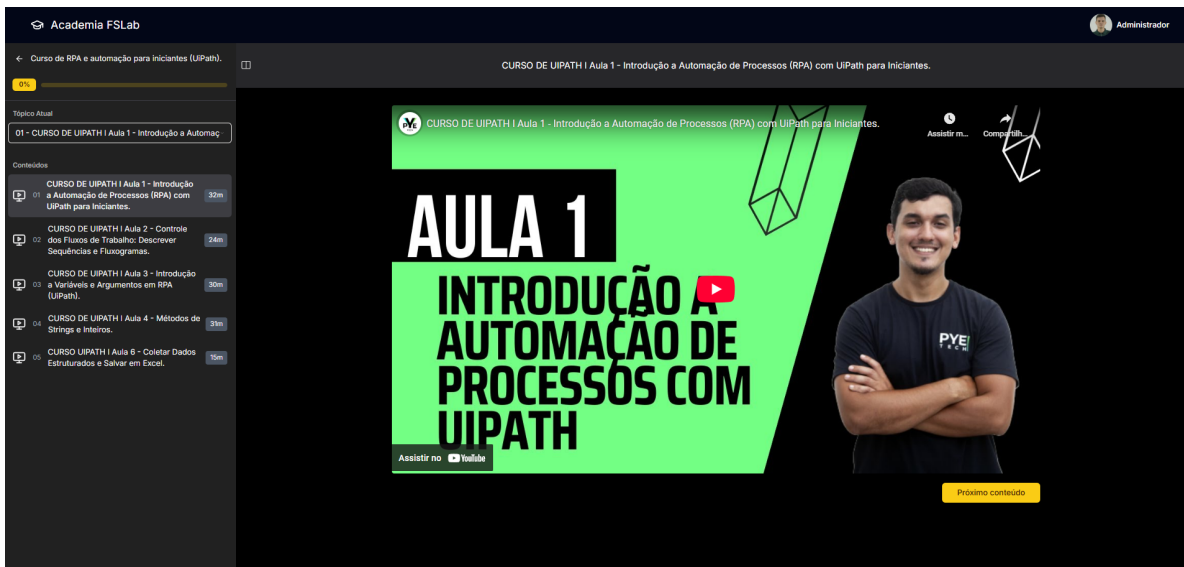 Academia FSLab
Administrador
Curso de RPA e automação para iniciantes (UiPath).
0%
Tópico Atual
01 - CURSO DE UIPATH I Aula 1 - Introdução a Automaç
Conteúdos
01
CURSO DE UIPATH I Aula 1 - Introdução
a Automação de Processos (RPA) com
UiPath para Iniciantes.
32m
02
CURSO DE UIPATH I Aula 2 - Controle
dos Fluxos de Trabalho: Descrever
Sequências e Fluxogramas.
24m
03
CURSO DE UIPATH I Aula 3 - Introdução
a Variáveis e Argumentos em RPA
(UiPath).
30m
04
CURSO DE UIPATH I Aula 4 - Métodos de
Strings e Inteiros.
31m
05
CURSO UIPATH I Aula 6 - Coletar Dados
Estruturados e Salvar em Excel.
15m
CURSO DE UIPATH I Aula 1 - Introdução a Automação de Processos (RPA) com UiPath para Iniciantes.
PYE
CURSO DE UIPATH I Aula 1 - Introdução a Automação de Processos (RPA) com UiPath para Iniciantes.
Assistir m...
Compartilh...
AULA 1
INTRODUÇÃO A
AUTOMAÇÃO DE
PROCESSOS COM
UIPATH
PYE
TECH
Assistir no YouTube
Próximo conteúdo